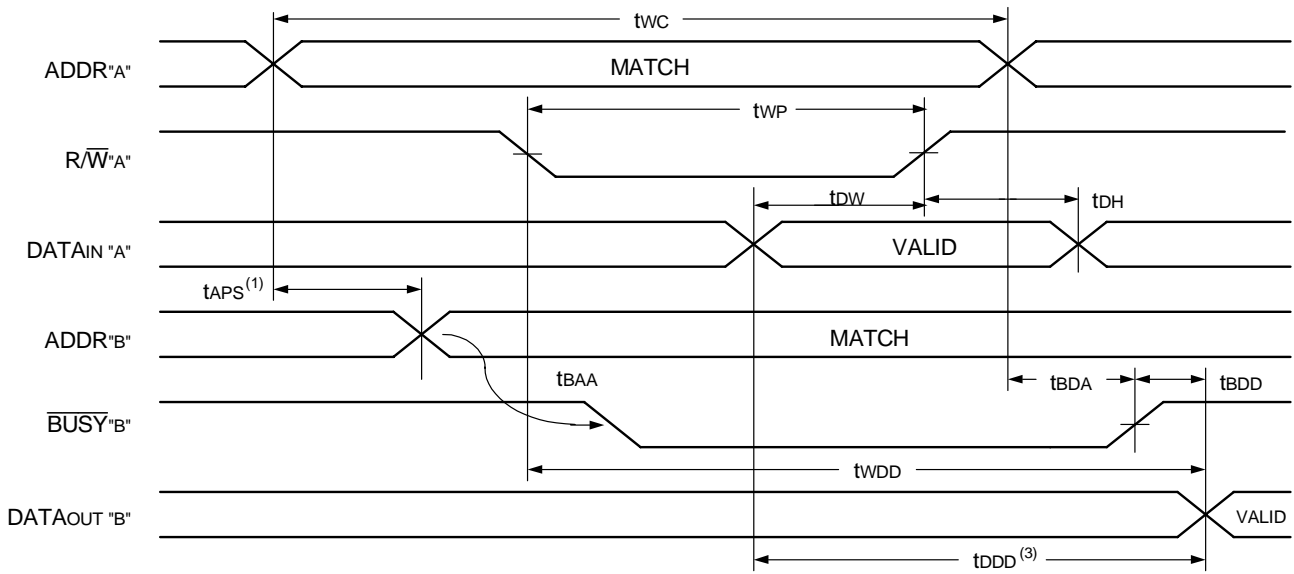 tWC
ADDR"A"
MATCH
tWP
R/W̅"A"
tDW
tDH
DATAIN "A"
VALID
tAPS(1)
ADDR"B"
MATCH
tBAA
tBDA
tBDD
B̅U̅S̅Y̅"B"
tWDD
DATAOUT "B"
VALID
tDDD(3)